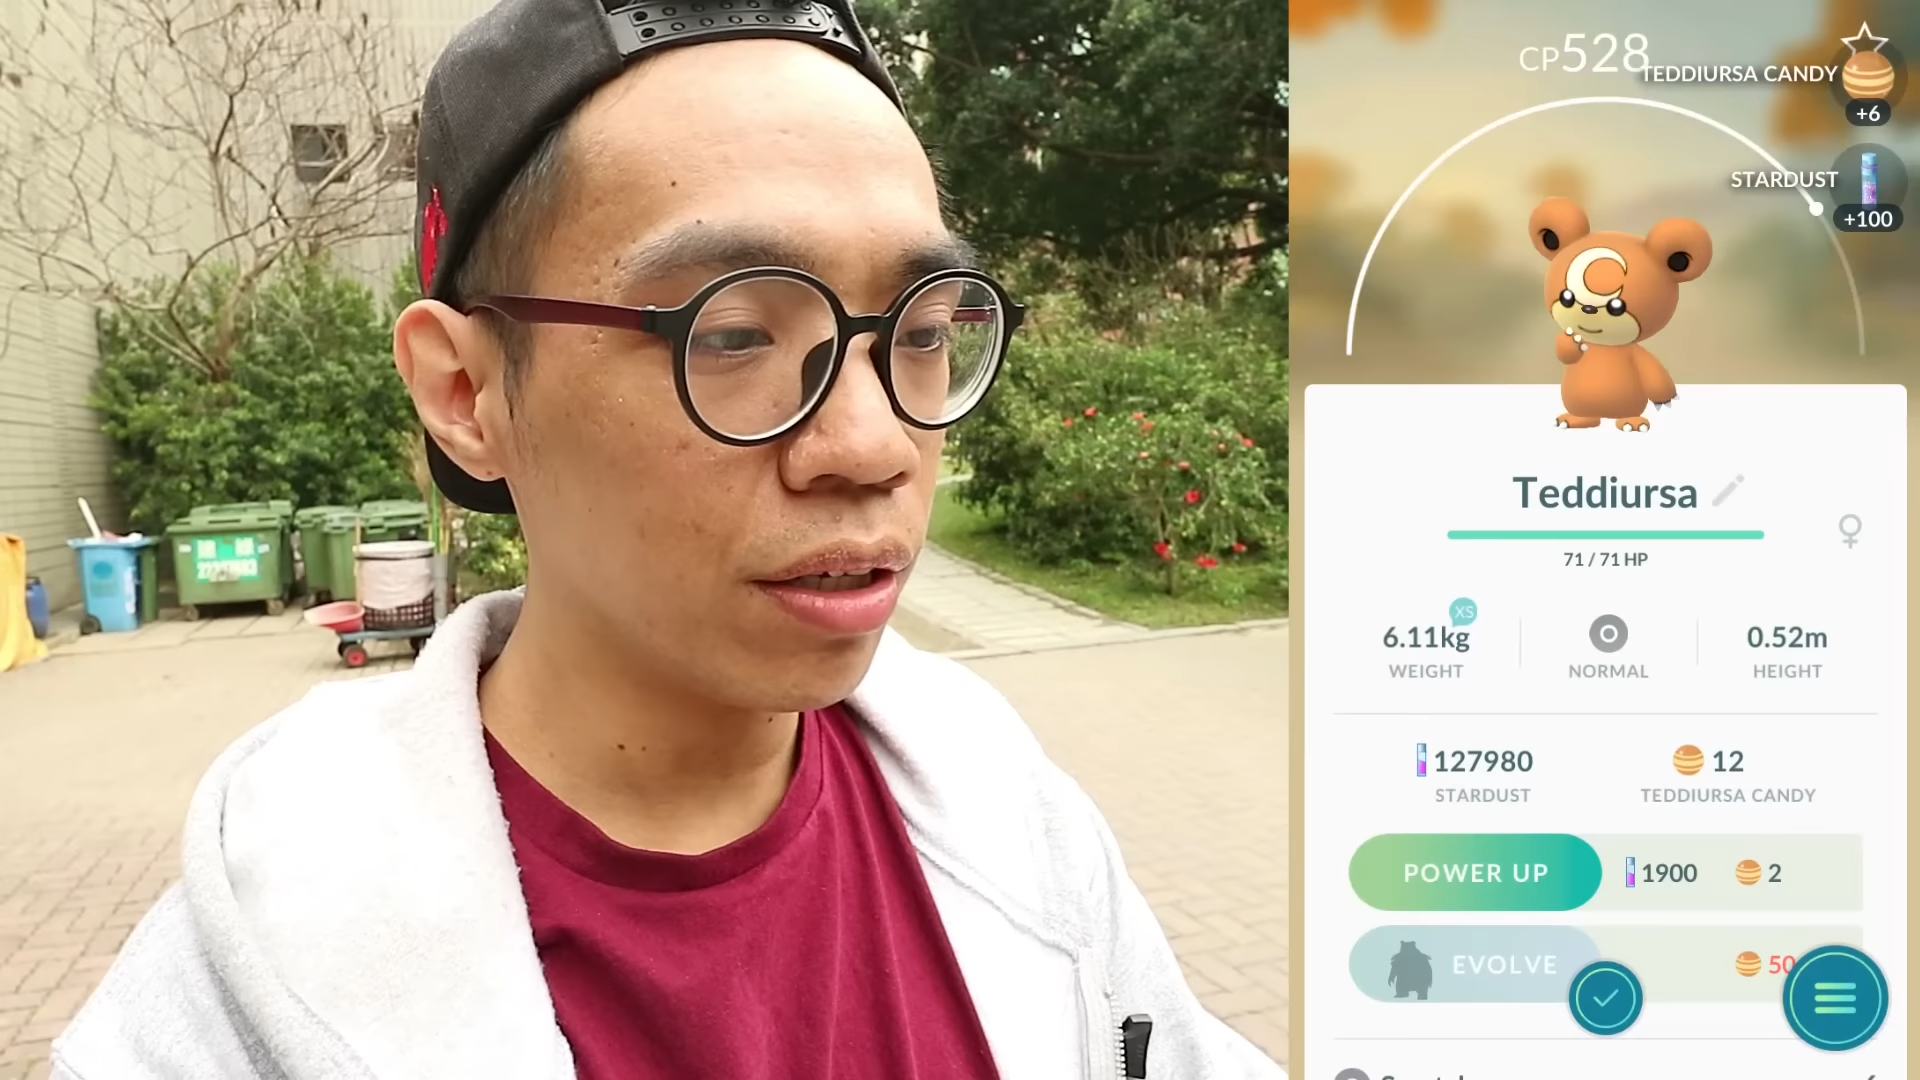 CP528
TEDDIURSA CANDY
+6
STARDUST
+100
Teddiursa
71 / 71 HP
XS
6.11kg
WEIGHT
NORMAL
0.52m
HEIGHT
127980
STARDUST
12
TEDDIURSA CANDY
POWER UP
1900
2
EVOLVE
50